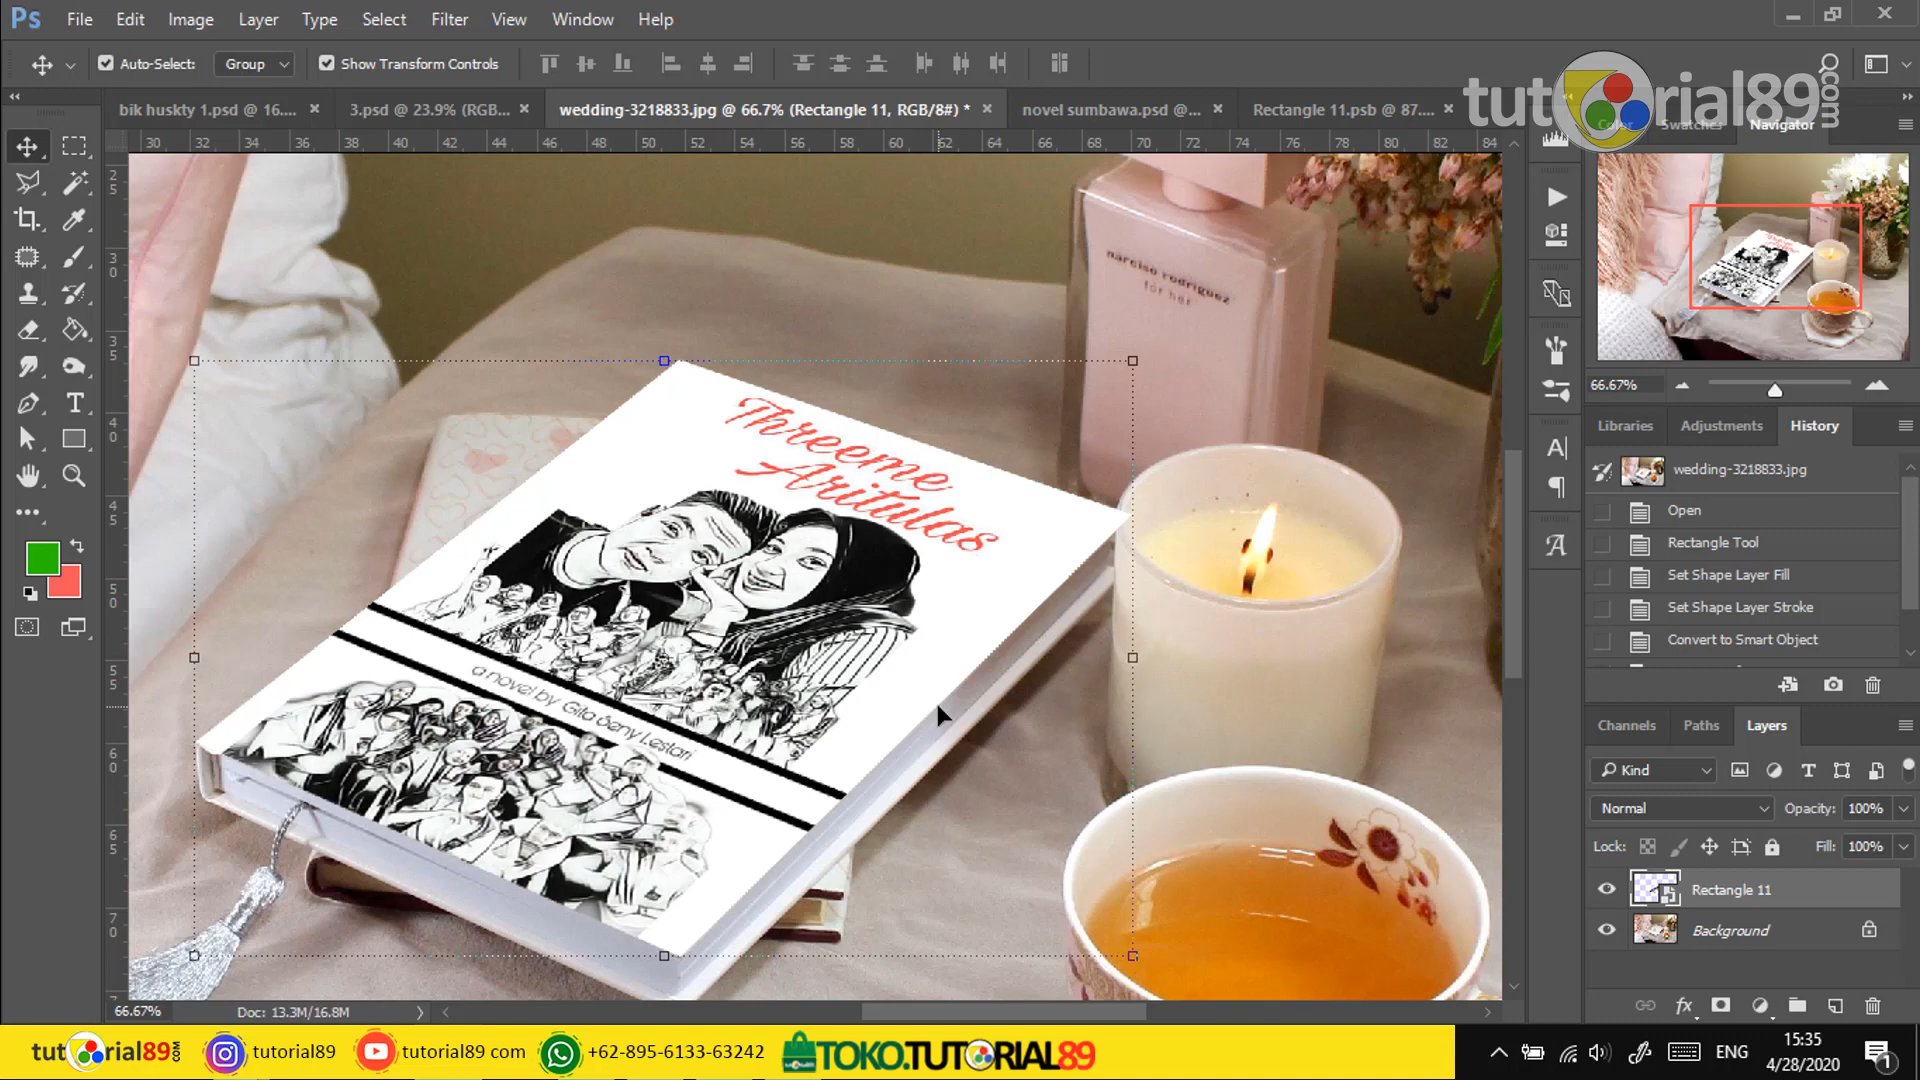 Ps File Edit Image Layer Type Select Filter View Window Help
Auto-Select: Group Show Transform Controls
tutorial89.com
bik huskty 1.psd @ 16.... 3.psd @ 23.9% (RGB... wedding-3218833.jpg @ 66.7% (Rectangle 11, RGB/8#) * novel sumbawa.psd @... Rectangle 11.psb @ 87....
Color Swatches Navigator
30 32 34 36 38 40 42 44 46 48 50 52 54 56 58 60 62 64 66 68 70 72 74 76 78 80 82 84
narciso rodriguez
for her
66.67%
Threeme
Aritulas
a novel by Gita Seny Lestari
Libraries Adjustments History
wedding-3218833.jpg
Open
Rectangle Tool
Set Shape Layer Fill
Set Shape Layer Stroke
Convert to Smart Object
Channels Paths Layers
Kind
Normal Opacity: 100%
Lock: Fill: 100%
Rectangle 11
Background
66.67% Doc: 13.3M/16.8M
tutorial89.com tutorial89 tutorial89 com +62-895-6133-63242 TOKO.TUTORIAL89
ENG 15:35
4/28/2020
1